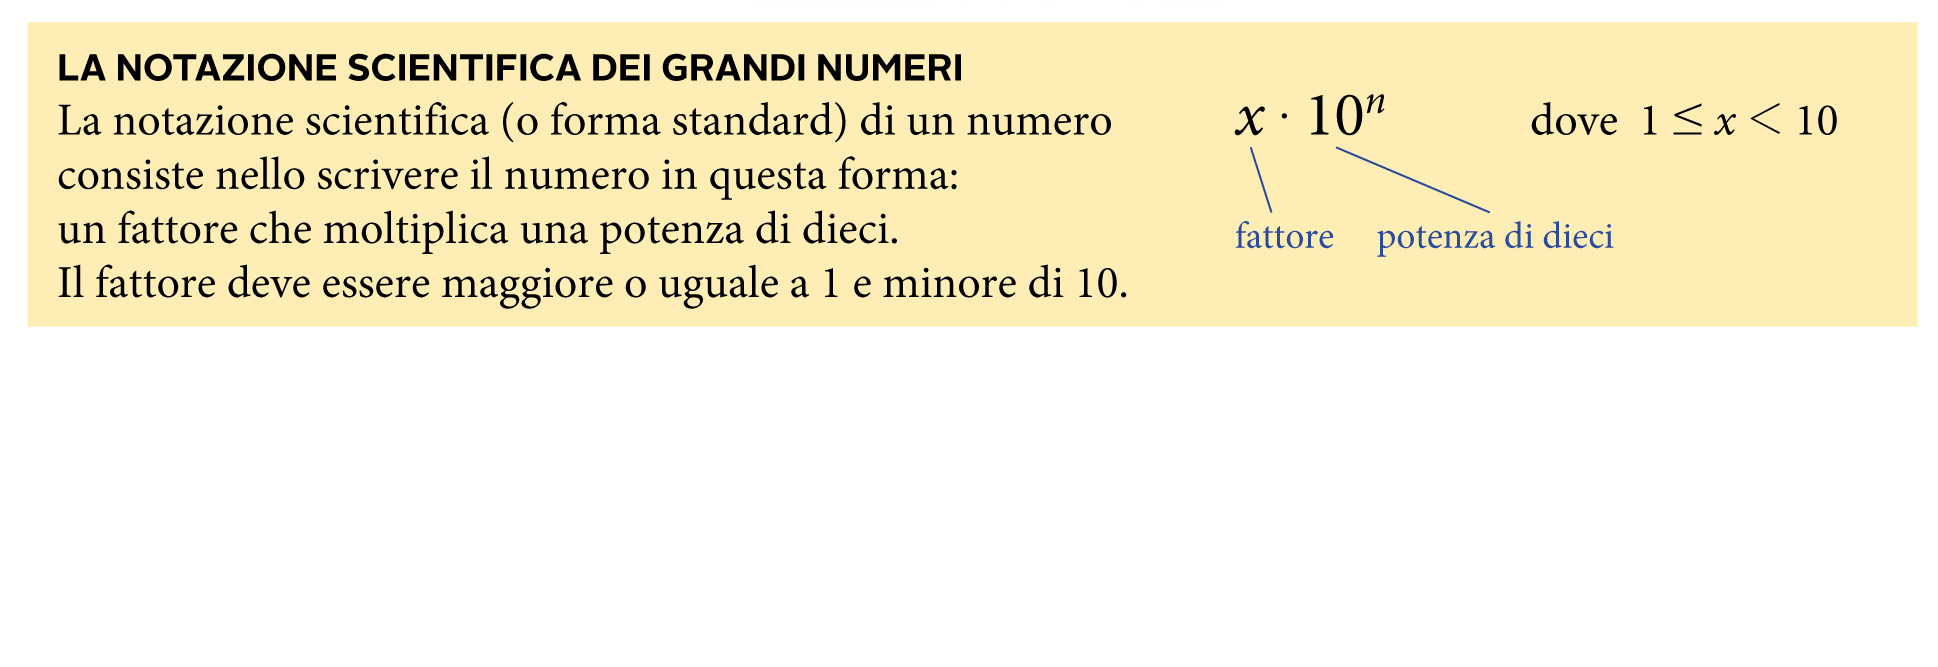 LA NOTAZIONE SCIENTIFICA DEI GRANDI NUMERI
La notazione scientifica (o forma standard) di un numero
consiste nello scrivere il numero in questa forma:
un fattore che moltiplica una potenza di dieci.
Il fattore deve essere maggiore o uguale a 1 e minore di 10.
x · 10ⁿ dove 1 ≤ x < 10
fattore potenza di dieci